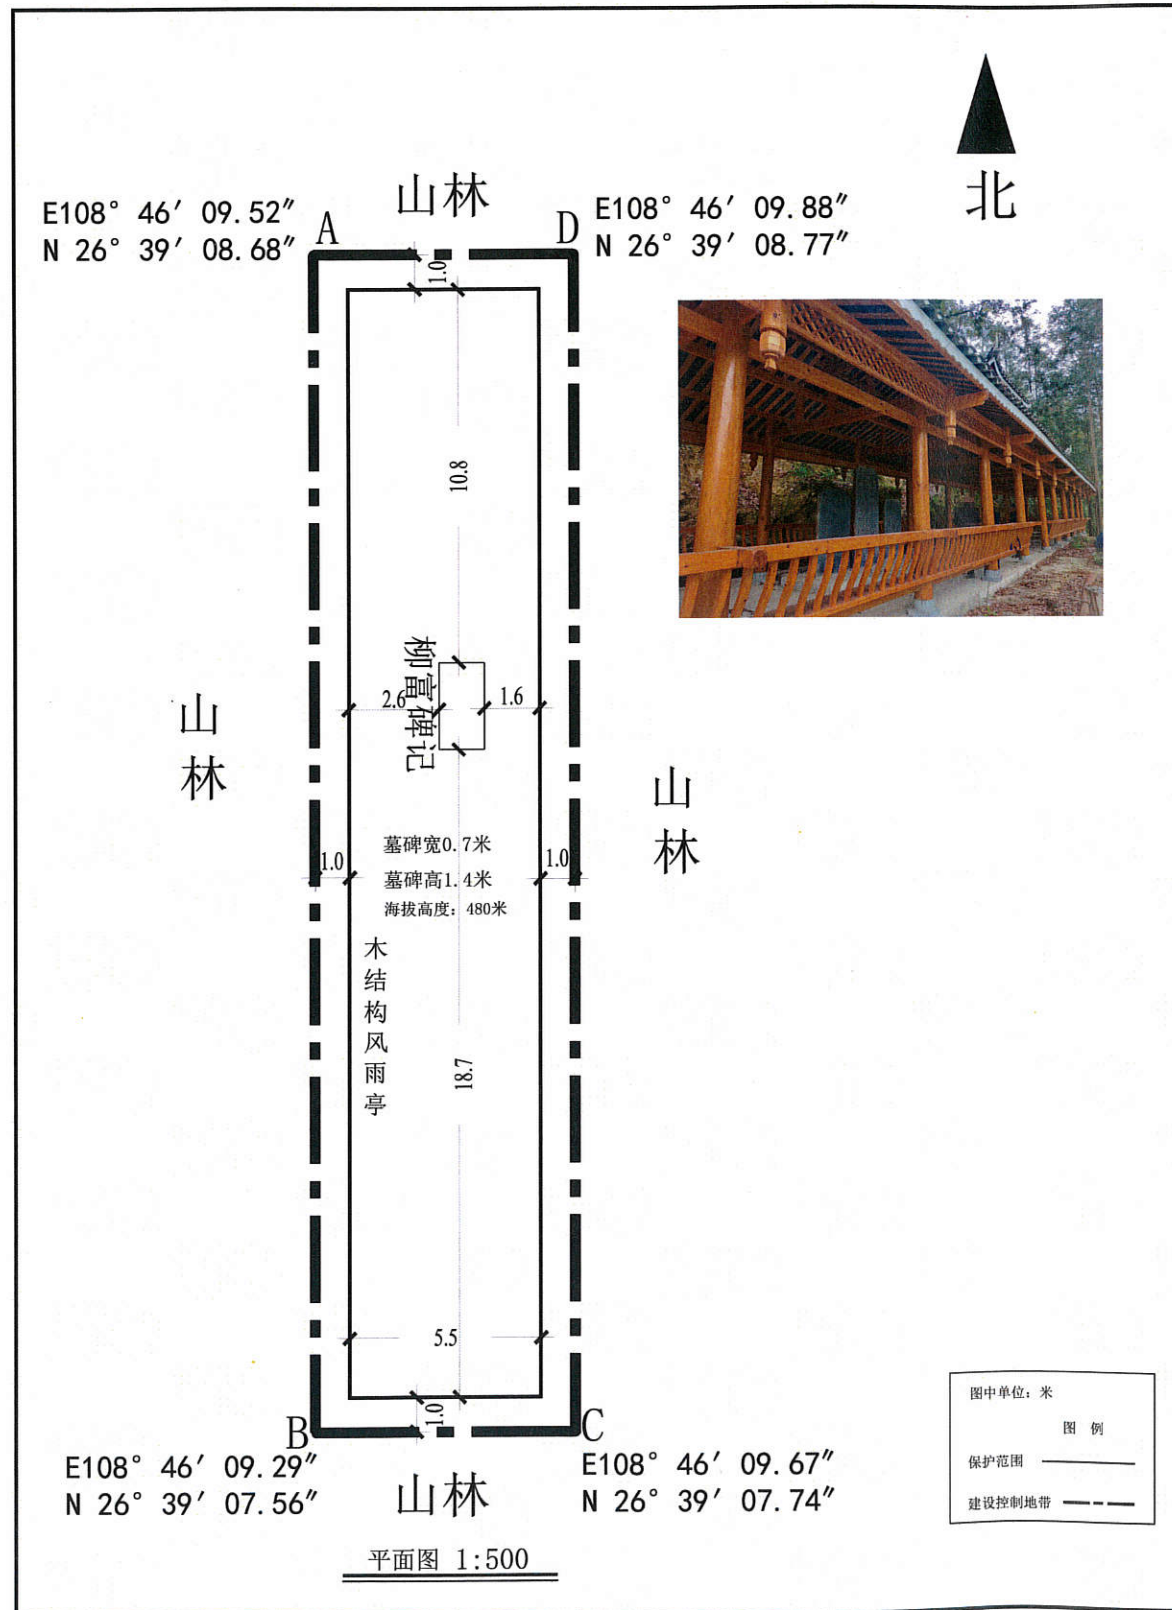 北
山林
E108° 46′ 09.52″
N 26° 39′ 08.68″
A
D
E108° 46′ 09.88″
N 26° 39′ 08.77″
1.0
10.8
柳富碑记
2.6
1.6
山林
山林
墓碑宽0.7米
墓碑高1.4米
海拔高度：480米
1.0
1.0
木结构风雨亭
18.7
5.5
1.0
B
C
E108° 46′ 09.29″
N 26° 39′ 07.56″
E108° 46′ 09.67″
N 26° 39′ 07.74″
山林
平面图 1:500
图中单位：米
图 例
保护范围
建设控制地带